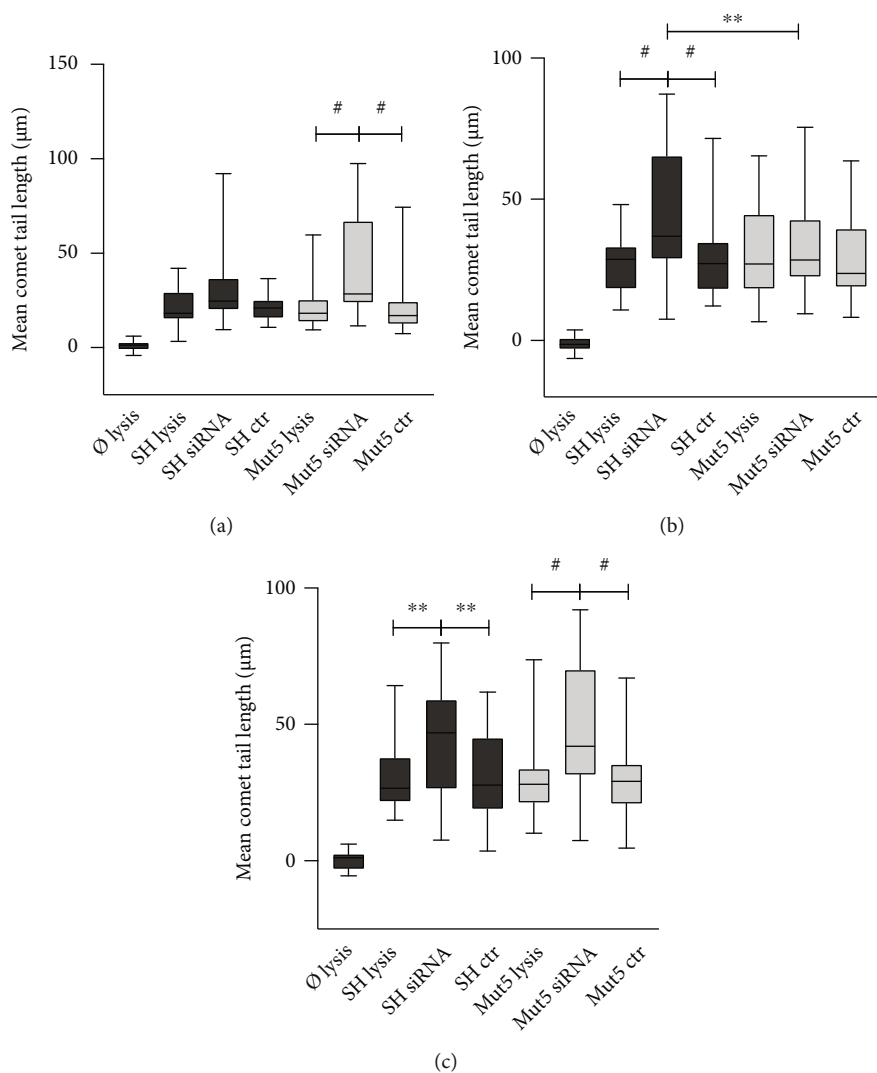 150
100
50
0
Mean comet tail length (μm)
# #
Ø lysis
SH lysis
SH siRNA
SH ctr
Mut5 lysis
Mut5 siRNA
Mut5 ctr
(a)
100
50
0
Mean comet tail length (μm)
**
# #
Ø lysis
SH lysis
SH siRNA
SH ctr
Mut5 lysis
Mut5 siRNA
Mut5 ctr
(b)
100
50
0
Mean comet tail length (μm)
# #
** **
Ø lysis
SH lysis
SH siRNA
SH ctr
Mut5 lysis
Mut5 siRNA
Mut5 ctr
(c)